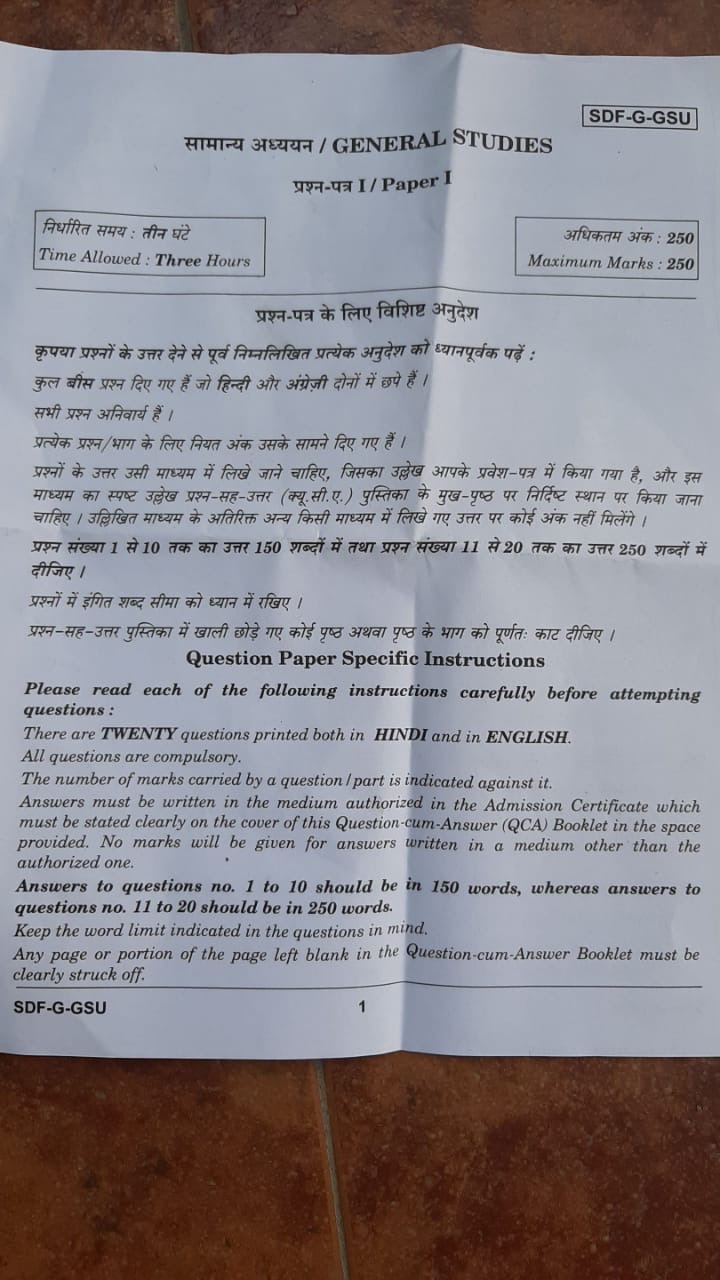 SDF-G-GSU
सामान्य अध्ययन / GENERAL STUDIES
प्रश्न-पत्र I / Paper I
निर्धारित समय : तीन घंटे
Time Allowed : Three Hours
अधिकतम अंक : 250
Maximum Marks : 250
प्रश्न-पत्र के लिए विशिष्ट अनुदेश
कृपया प्रश्नों के उत्तर देने से पूर्व निम्नलिखित प्रत्येक अनुदेश को ध्यानपूर्वक पढ़ें :
कुल बीस प्रश्न दिए गए हैं जो हिन्दी और अंग्रेज़ी दोनों में छपे हैं ।
सभी प्रश्न अनिवार्य हैं ।
प्रत्येक प्रश्न/भाग के लिए नियत अंक उसके सामने दिए गए हैं ।
प्रश्नों के उत्तर उसी माध्यम में लिखे जाने चाहिए, जिसका उल्लेख आपके प्रवेश-पत्र में किया गया है, और इस
माध्यम का स्पष्ट उल्लेख प्रश्न-सह-उत्तर (क्यू.सी.ए.) पुस्तिका के मुख-पृष्ठ पर निर्दिष्ट स्थान पर किया जाना
चाहिए । उल्लिखित माध्यम के अतिरिक्त अन्य किसी माध्यम में लिखे गए उत्तर पर कोई अंक नहीं मिलेंगे ।
प्रश्न संख्या 1 से 10 तक का उत्तर 150 शब्दों में तथा प्रश्न संख्या 11 से 20 तक का उत्तर 250 शब्दों में
दीजिए ।
प्रश्नों में इंगित शब्द सीमा को ध्यान में रखिए ।
प्रश्न-सह-उत्तर पुस्तिका में खाली छोड़े गए कोई पृष्ठ अथवा पृष्ठ के भाग को पूर्णतः काट दीजिए ।
Question Paper Specific Instructions
Please read each of the following instructions carefully before attempting
questions :
There are TWENTY questions printed both in HINDI and in ENGLISH.
All questions are compulsory.
The number of marks carried by a question/part is indicated against it.
Answers must be written in the medium authorized in the Admission Certificate which
must be stated clearly on the cover of this Question-cum-Answer (QCA) Booklet in the space
provided. No marks will be given for answers written in a medium other than the
authorized one.
Answers to questions no. 1 to 10 should be in 150 words, whereas answers to
questions no. 11 to 20 should be in 250 words.
Keep the word limit indicated in the questions in mind.
Any page or portion of the page left blank in the Question-cum-Answer Booklet must be
clearly struck off.
SDF-G-GSU
1